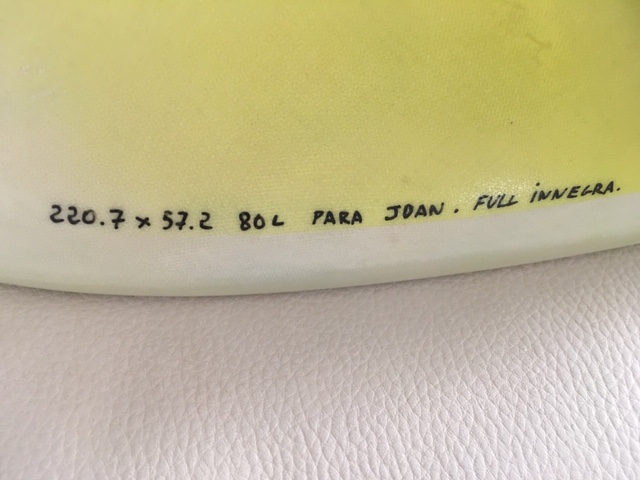 220.7 x 57.2 80L PARA JOAN. FULL iNNEGRA.